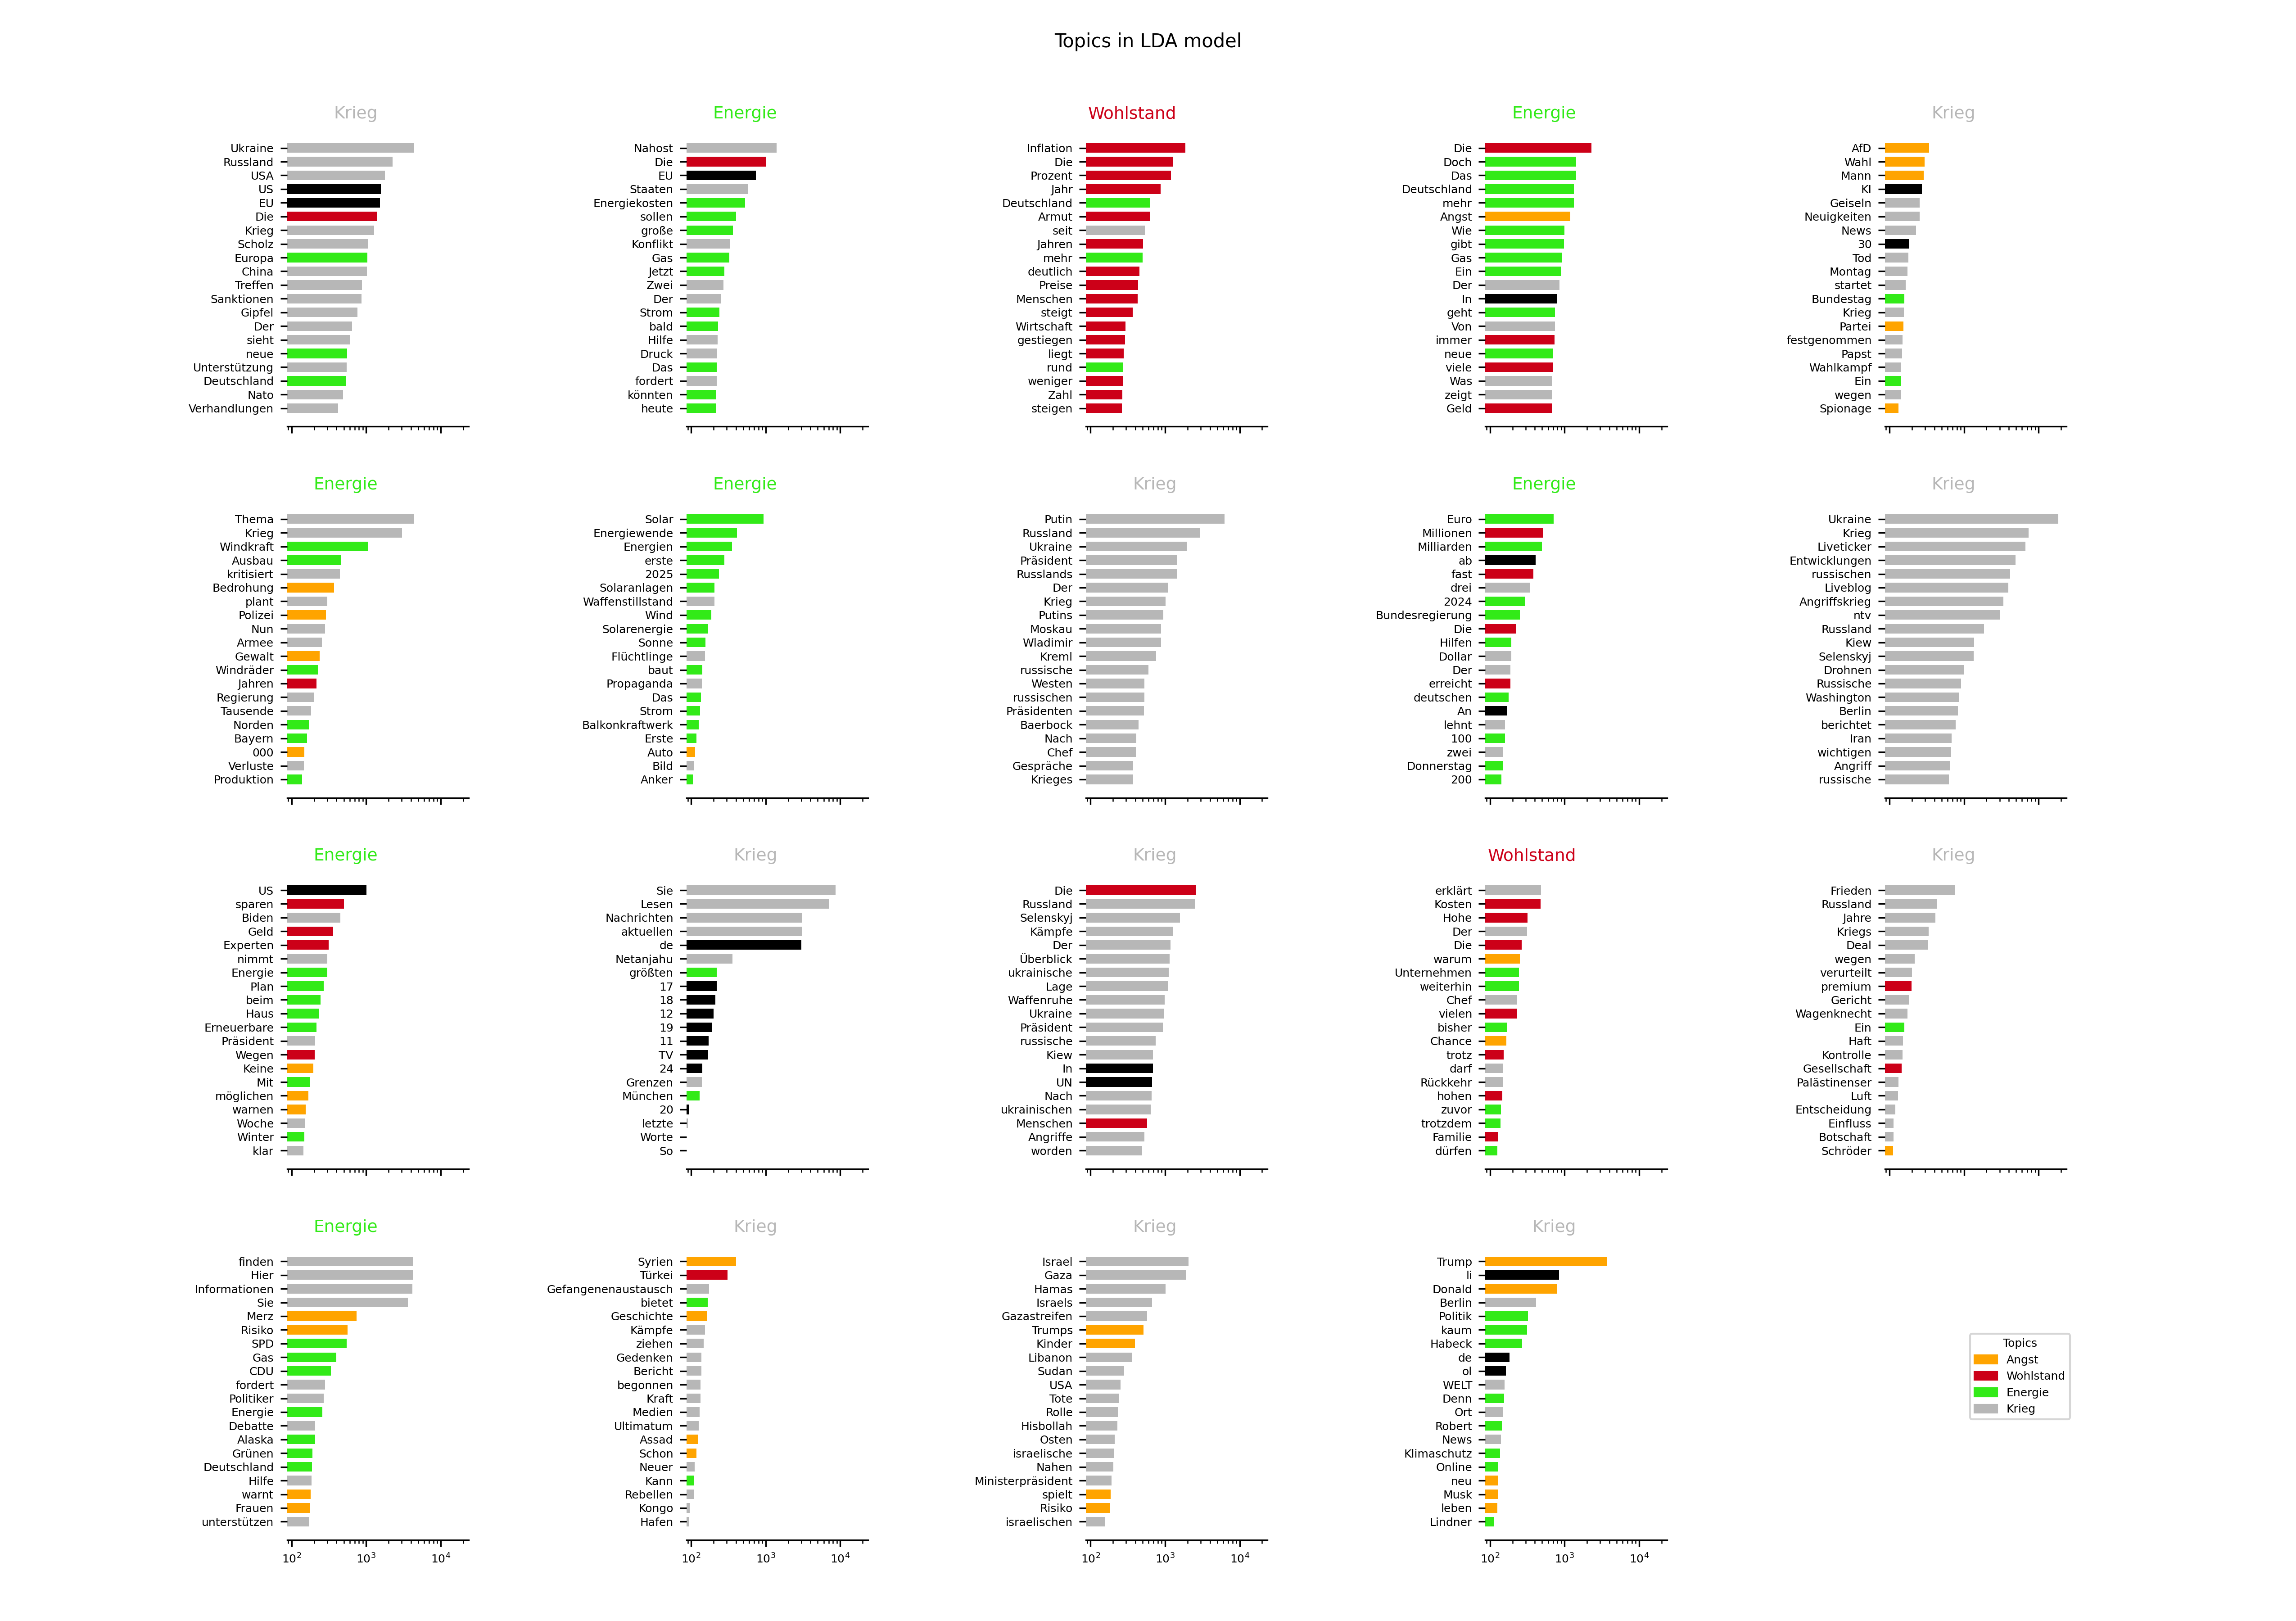 Topics in LDA model
Krieg
Ukraine
Russland
USA
US
EU
Die
Krieg
Scholz
Europa
China
Treffen
Sanktionen
Gipfel
Der
sieht
neue
Unterstützung
Deutschland
Nato
Verhandlungen
Energie
Nahost
Die
EU
Staaten
Energiekosten
sollen
große
Konflikt
Gas
Jetzt
Zwei
Der
Strom
bald
Hilfe
Druck
Das
fordert
könnten
heute
Wohlstand
Inflation
Die
Prozent
Jahr
Deutschland
Armut
seit
Jahren
mehr
deutlich
Preise
Menschen
steigt
Wirtschaft
gestiegen
liegt
rund
weniger
Zahl
steigen
Energie
Die
Doch
Das
Deutschland
mehr
Angst
Wie
gibt
Gas
Ein
Der
In
geht
Von
immer
neue
viele
Was
zeigt
Geld
Krieg
AfD
Wahl
Mann
KI
Geiseln
Neuigkeiten
News
30
Tod
Montag
startet
Bundestag
Krieg
Partei
festgenommen
Papst
Wahlkampf
Ein
wegen
Spionage
Energie
Thema
Krieg
Windkraft
Ausbau
kritisiert
Bedrohung
plant
Polizei
Nun
Armee
Gewalt
Windräder
Jahren
Regierung
Tausende
Norden
Bayern
000
Verluste
Produktion
Energie
Solar
Energiewende
Energien
erste
2025
Solaranlagen
Waffenstillstand
Wind
Solarenergie
Sonne
Flüchtlinge
baut
Propaganda
Das
Strom
Balkonkraftwerk
Erste
Auto
Bild
Anker
Krieg
Putin
Russland
Ukraine
Präsident
Russlands
Der
Krieg
Putins
Moskau
Wladimir
Kreml
russische
Westen
russischen
Präsidenten
Baerbock
Nach
Chef
Gespräche
Krieges
Energie
Euro
Millionen
Milliarden
ab
fast
drei
2024
Bundesregierung
Die
Hilfen
Dollar
Der
erreicht
deutschen
An
lehnt
100
zwei
Donnerstag
200
Krieg
Ukraine
Krieg
Liveticker
Entwicklungen
russischen
Liveblog
Angriffskrieg
ntv
Russland
Kiew
Selenskyj
Drohnen
Russische
Washington
Berlin
berichtet
Iran
wichtigen
Angriff
russische
Energie
US
sparen
Biden
Geld
Experten
nimmt
Energie
Plan
beim
Haus
Erneuerbare
Präsident
Wegen
Keine
Mit
möglichen
warnen
Woche
Winter
klar
Krieg
Sie
Lesen
Nachrichten
aktuellen
de
Netanjahu
größten
17
18
12
19
11
TV
24
Grenzen
München
20
letzte
Worte
So
Krieg
Die
Russland
Selenskyj
Kämpfe
Der
Überblick
ukrainische
Lage
Waffenruhe
Ukraine
Präsident
russische
Kiew
In
UN
Nach
ukrainischen
Menschen
Angriffe
worden
Wohlstand
erklärt
Kosten
Hohe
Der
Die
warum
Unternehmen
weiterhin
Chef
vielen
bisher
Chance
trotz
darf
Rückkehr
hohen
zuvor
trotzdem
Familie
dürfen
Krieg
Frieden
Russland
Jahre
Kriegs
Deal
wegen
verurteilt
premium
Gericht
Wagenknecht
Ein
Haft
Kontrolle
Gesellschaft
Palästinenser
Luft
Entscheidung
Einfluss
Botschaft
Schröder
Energie
finden
Hier
Informationen
Sie
Merz
Risiko
SPD
Gas
CDU
fordert
Politiker
Energie
Debatte
Alaska
Grünen
Deutschland
Hilfe
warnt
Frauen
unterstützen
10² 10³ 10⁴
Krieg
Syrien
Türkei
Gefangenenaustausch
bietet
Geschichte
Kämpfe
ziehen
Gedenken
Bericht
begonnen
Kraft
Medien
Ultimatum
Assad
Schon
Neuer
Kann
Rebellen
Kongo
Hafen
10² 10³ 10⁴
Krieg
Israel
Gaza
Hamas
Israels
Gazastreifen
Trumps
Kinder
Libanon
Sudan
USA
Tote
Rolle
Hisbollah
Osten
israelische
Nahen
Ministerpräsident
spielt
Risiko
israelischen
10² 10³ 10⁴
Krieg
Trump
li
Donald
Berlin
Politik
kaum
Habeck
de
ol
WELT
Denn
Ort
Robert
News
Klimaschutz
Online
neu
Musk
leben
Lindner
10² 10³ 10⁴
Topics
Angst
Wohlstand
Energie
Krieg